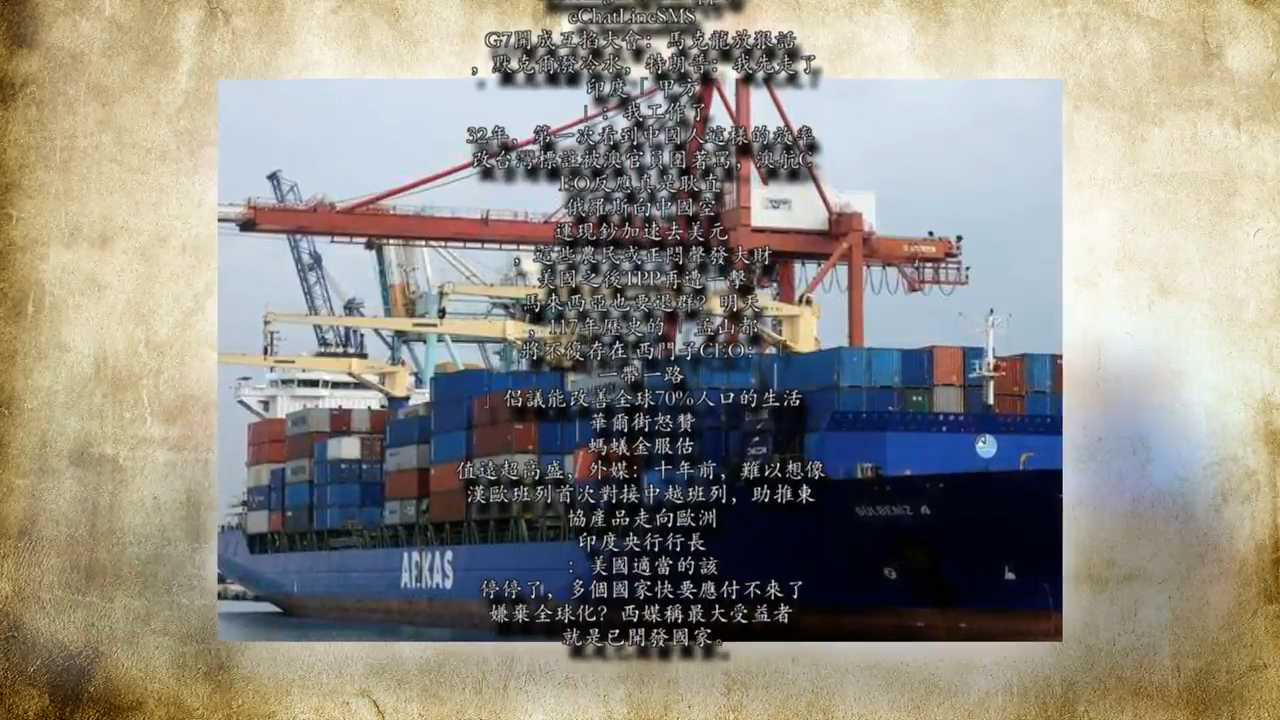 eChatLineSMS
G7開成互掐大會：馬克龍放狠話
，默克爾潑冷水，特朗普：我先走了
印度「甲方
」：我工作了
32年，第一次看到中國人這樣的效率
改台灣標註被澳官員圍著罵，澳航C
EO反應真是耿直
俄羅斯向中國空
運現鈔加速去美元
，這些農民或正悶聲發大財
美國之後TPP再遭一擊
馬來西亞也要退群？明天
，117年歷史的「孟山都」
將不復存在 西門子CEO：「
一帶一路
」倡議能改善全球70%人口的生活
華爾街怒贊
螞蟻金服估
值遠超高盛，外媒：十年前，難以想像
漢歐班列首次對接中越班列，助推東
協產品走向歐洲
印度央行行長
：美國適當的該
停停了，多個國家快要應付不來了
嫌棄全球化？西媒稱最大受益者
就是已開發國家。
ARKAS